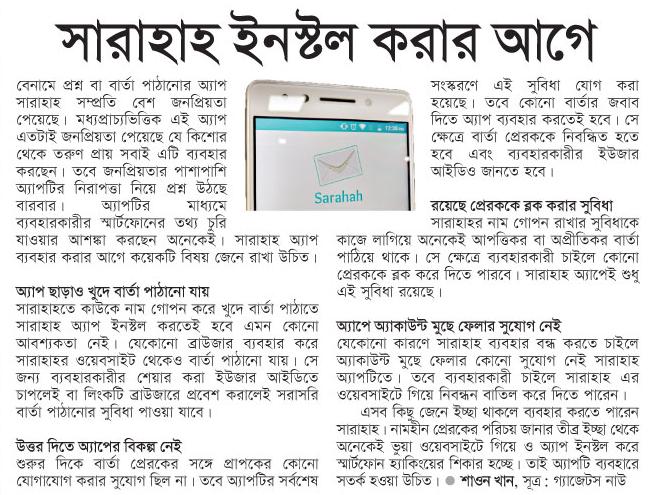 সারাহাহ ইনস্টল করার আগে
বেনামে প্রশ্ন বা বার্তা পাঠানোর অ্যাপ
সারাহাহ সম্প্রতি বেশ জনপ্রিয়তা
পেয়েছে। মধ্যপ্রাচ্যভিত্তিক এই অ্যাপ
এতটাই জনপ্রিয়তা পেয়েছে যে কিশোর
থেকে তরুণ প্রায় সবাই এটি ব্যবহার
করছেন। তবে জনপ্রিয়তার পাশাপাশি
অ্যাপটির নিরাপত্তা নিয়ে প্রশ্ন উঠছে
বারবার। অ্যাপটির মাধ্যমে
ব্যবহারকারীর স্মার্টফোনের তথ্য চুরি
যাওয়ার আশঙ্কা করছেন অনেকেই। সারাহাহ অ্যাপ
ব্যবহার করার আগে কয়েকটি বিষয় জেনে রাখা উচিত।
অ্যাপ ছাড়াও খুদে বার্তা পাঠানো যায়
সারাহাহতে কাউকে নাম গোপন করে খুদে বার্তা পাঠাতে
সারাহাহ অ্যাপ ইনস্টল করতেই হবে এমন কোনো
আবশ্যকতা নেই। যেকোনো ব্রাউজার ব্যবহার করে
সারাহাহর ওয়েবসাইট থেকেও বার্তা পাঠানো যায়। সে
জন্য ব্যবহারকারীর শেয়ার করা ইউজার আইডিতে
চাপলেই বা লিংকটি ব্রাউজারে প্রবেশ করালেই সরাসরি
বার্তা পাঠানোর সুবিধা পাওয়া যাবে।
উত্তর দিতে অ্যাপের বিকল্প নেই
শুরুর দিকে বার্তা প্রেরকের সঙ্গে প্রাপকের কোনো
যোগাযোগ করার সুযোগ ছিল না। তবে অ্যাপটির সর্বশেষ
12:36
Sarahah
সংস্করণে এই সুবিধা যোগ করা
হয়েছে। তবে কোনো বার্তার জবাব
দিতে অ্যাপ ব্যবহার করতেই হবে। সে
ক্ষেত্রে বার্তা প্রেরককে নিবন্ধিত হতে
হবে এবং ব্যবহারকারীর ইউজার
আইডিও জানতে হবে।
রয়েছে প্রেরককে ব্লক করার সুবিধা
সারাহাহর নাম গোপন রাখার সুবিধাকে
কাজে লাগিয়ে অনেকেই আপত্তিকর বা অপ্রীতিকর বার্তা
পাঠিয়ে থাকে। সে ক্ষেত্রে ব্যবহারকারী চাইলে কোনো
প্রেরককে ব্লক করে দিতে পারবে। সারাহাহ অ্যাপেই শুধু
এই সুবিধা রয়েছে।
অ্যাপে অ্যাকাউন্ট মুছে ফেলার সুযোগ নেই
যেকোনো কারণে সারাহাহ ব্যবহার বন্ধ করতে চাইলে
অ্যাকাউন্ট মুছে ফেলার কোনো সুযোগ নেই সারাহাহ
অ্যাপটিতে। তবে ব্যবহারকারী চাইলে সারাহাহ এর
ওয়েবসাইটে গিয়ে নিবন্ধন বাতিল করে দিতে পারেন।
এসব কিছু জেনে ইচ্ছা থাকলে ব্যবহার করতে পারেন
সারাহাহ। নামহীন প্রেরকের পরিচয় জানার তীব্র ইচ্ছা থেকে
অনেকেই ভুয়া ওয়েবসাইটে গিয়ে ও অ্যাপ ইনস্টল করে
স্মার্টফোন হ্যাকিংয়ের শিকার হচ্ছে। তাই অ্যাপটি ব্যবহারে
সতর্ক হওয়া উচিত। ● শাওন খান, সূত্র : গ্যাজেটস নাউ